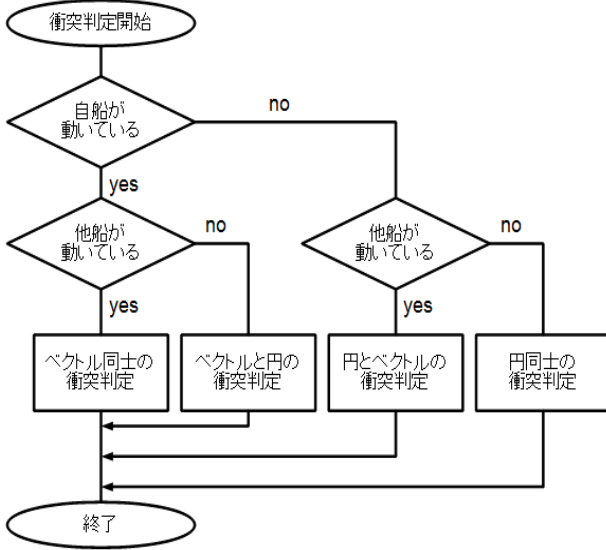 衝突判定開始
自船が
動いている
no
yes
他船が
動いている
no
他船が
動いている
no
yes
yes
ベクトル同士の
衝突判定
ベクトルと円の
衝突判定
円とベクトルの
衝突判定
円同士の
衝突判定
終了